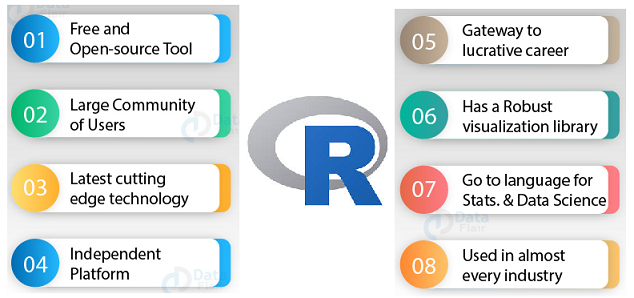 01
Free and
Open-source Tool
02
Large Community
of Users
03
Latest cutting
edge technology
04
Independent
Platform
R
05
Gateway to
lucrative career
06
Has a Robust
visualization library
07
Go to language for
Stats. & Data Science
08
Used in almost
every industry
Data
Flair